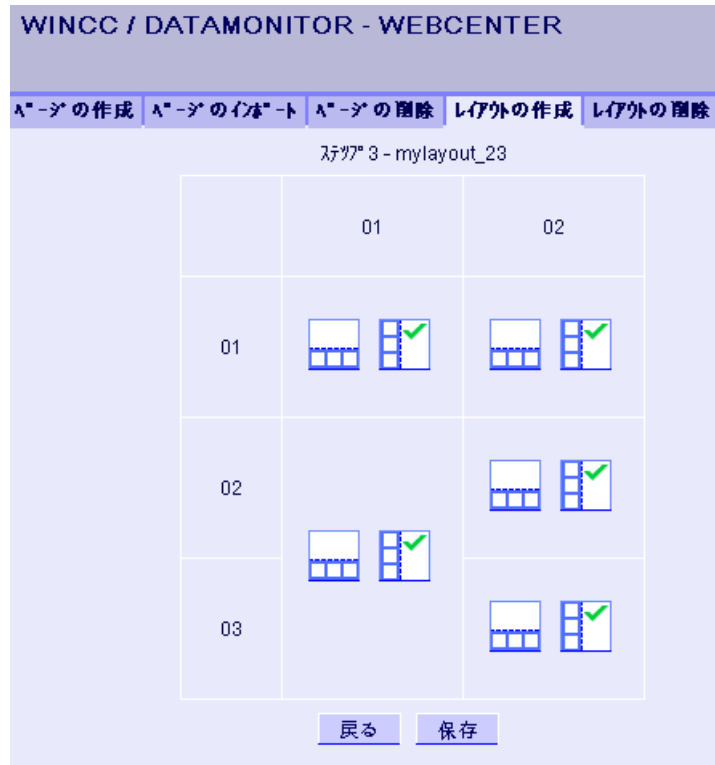 WINCC / DATAMONITOR - WEBCENTER
ﾍﾟｰｼﾞの作成 ﾍﾟｰｼﾞのｲﾝﾎﾟｰﾄ ﾍﾟｰｼﾞの削除 ﾚｲｱｳﾄの作成 ﾚｲｱｳﾄの削除
ｽﾃｯﾌﾟ 3 - mylayout_23
01 02
01
02
03
戻る 保存